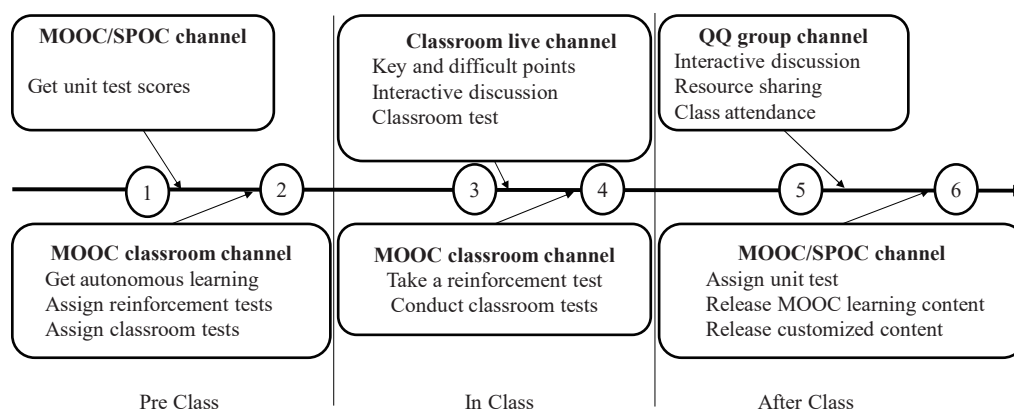 MOOC/SPOC channel
Get unit test scores
Classroom live channel
Key and difficult points
Interactive discussion
Classroom test
QQ group channel
Interactive discussion
Resource sharing
Class attendance
1
2
3
4
5
6
MOOC classroom channel
Get autonomous learning
Assign reinforcement tests
Assign classroom tests
MOOC classroom channel
Take a reinforcement test
Conduct classroom tests
MOOC/SPOC channel
Assign unit test
Release MOOC learning content
Release customized content
Pre Class
In Class
After Class